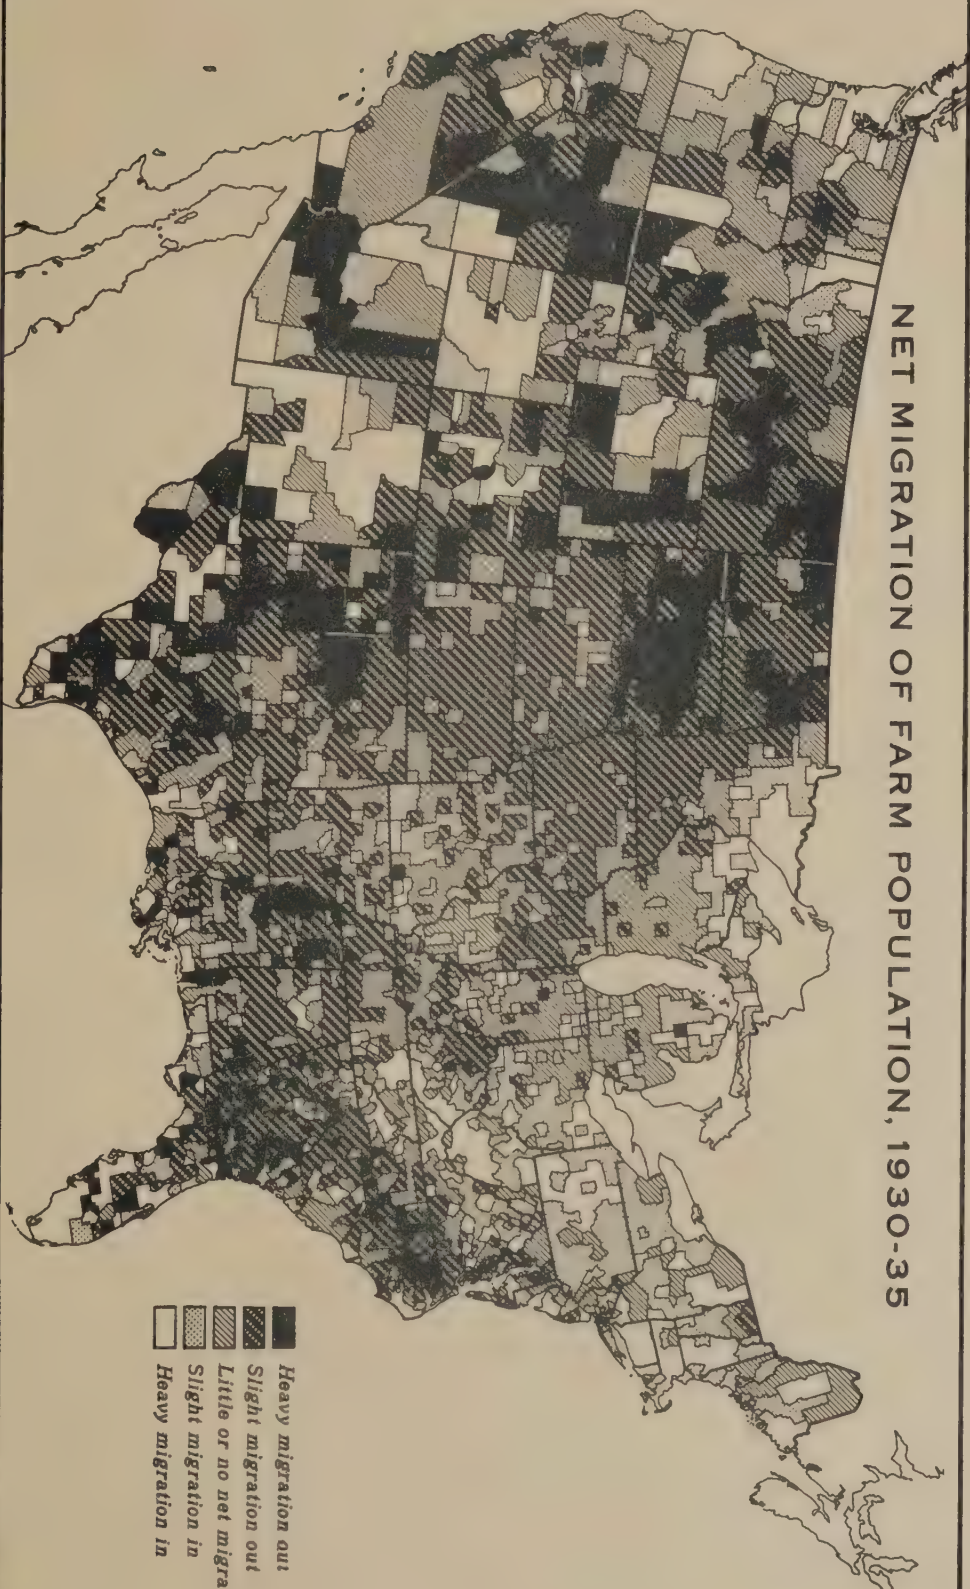 NET MIGRATION OF FARM POPULATION, 1930-35
Heavy migration out
Slight migration out
Little or no net migra
Slight migration in
Heavy migration in